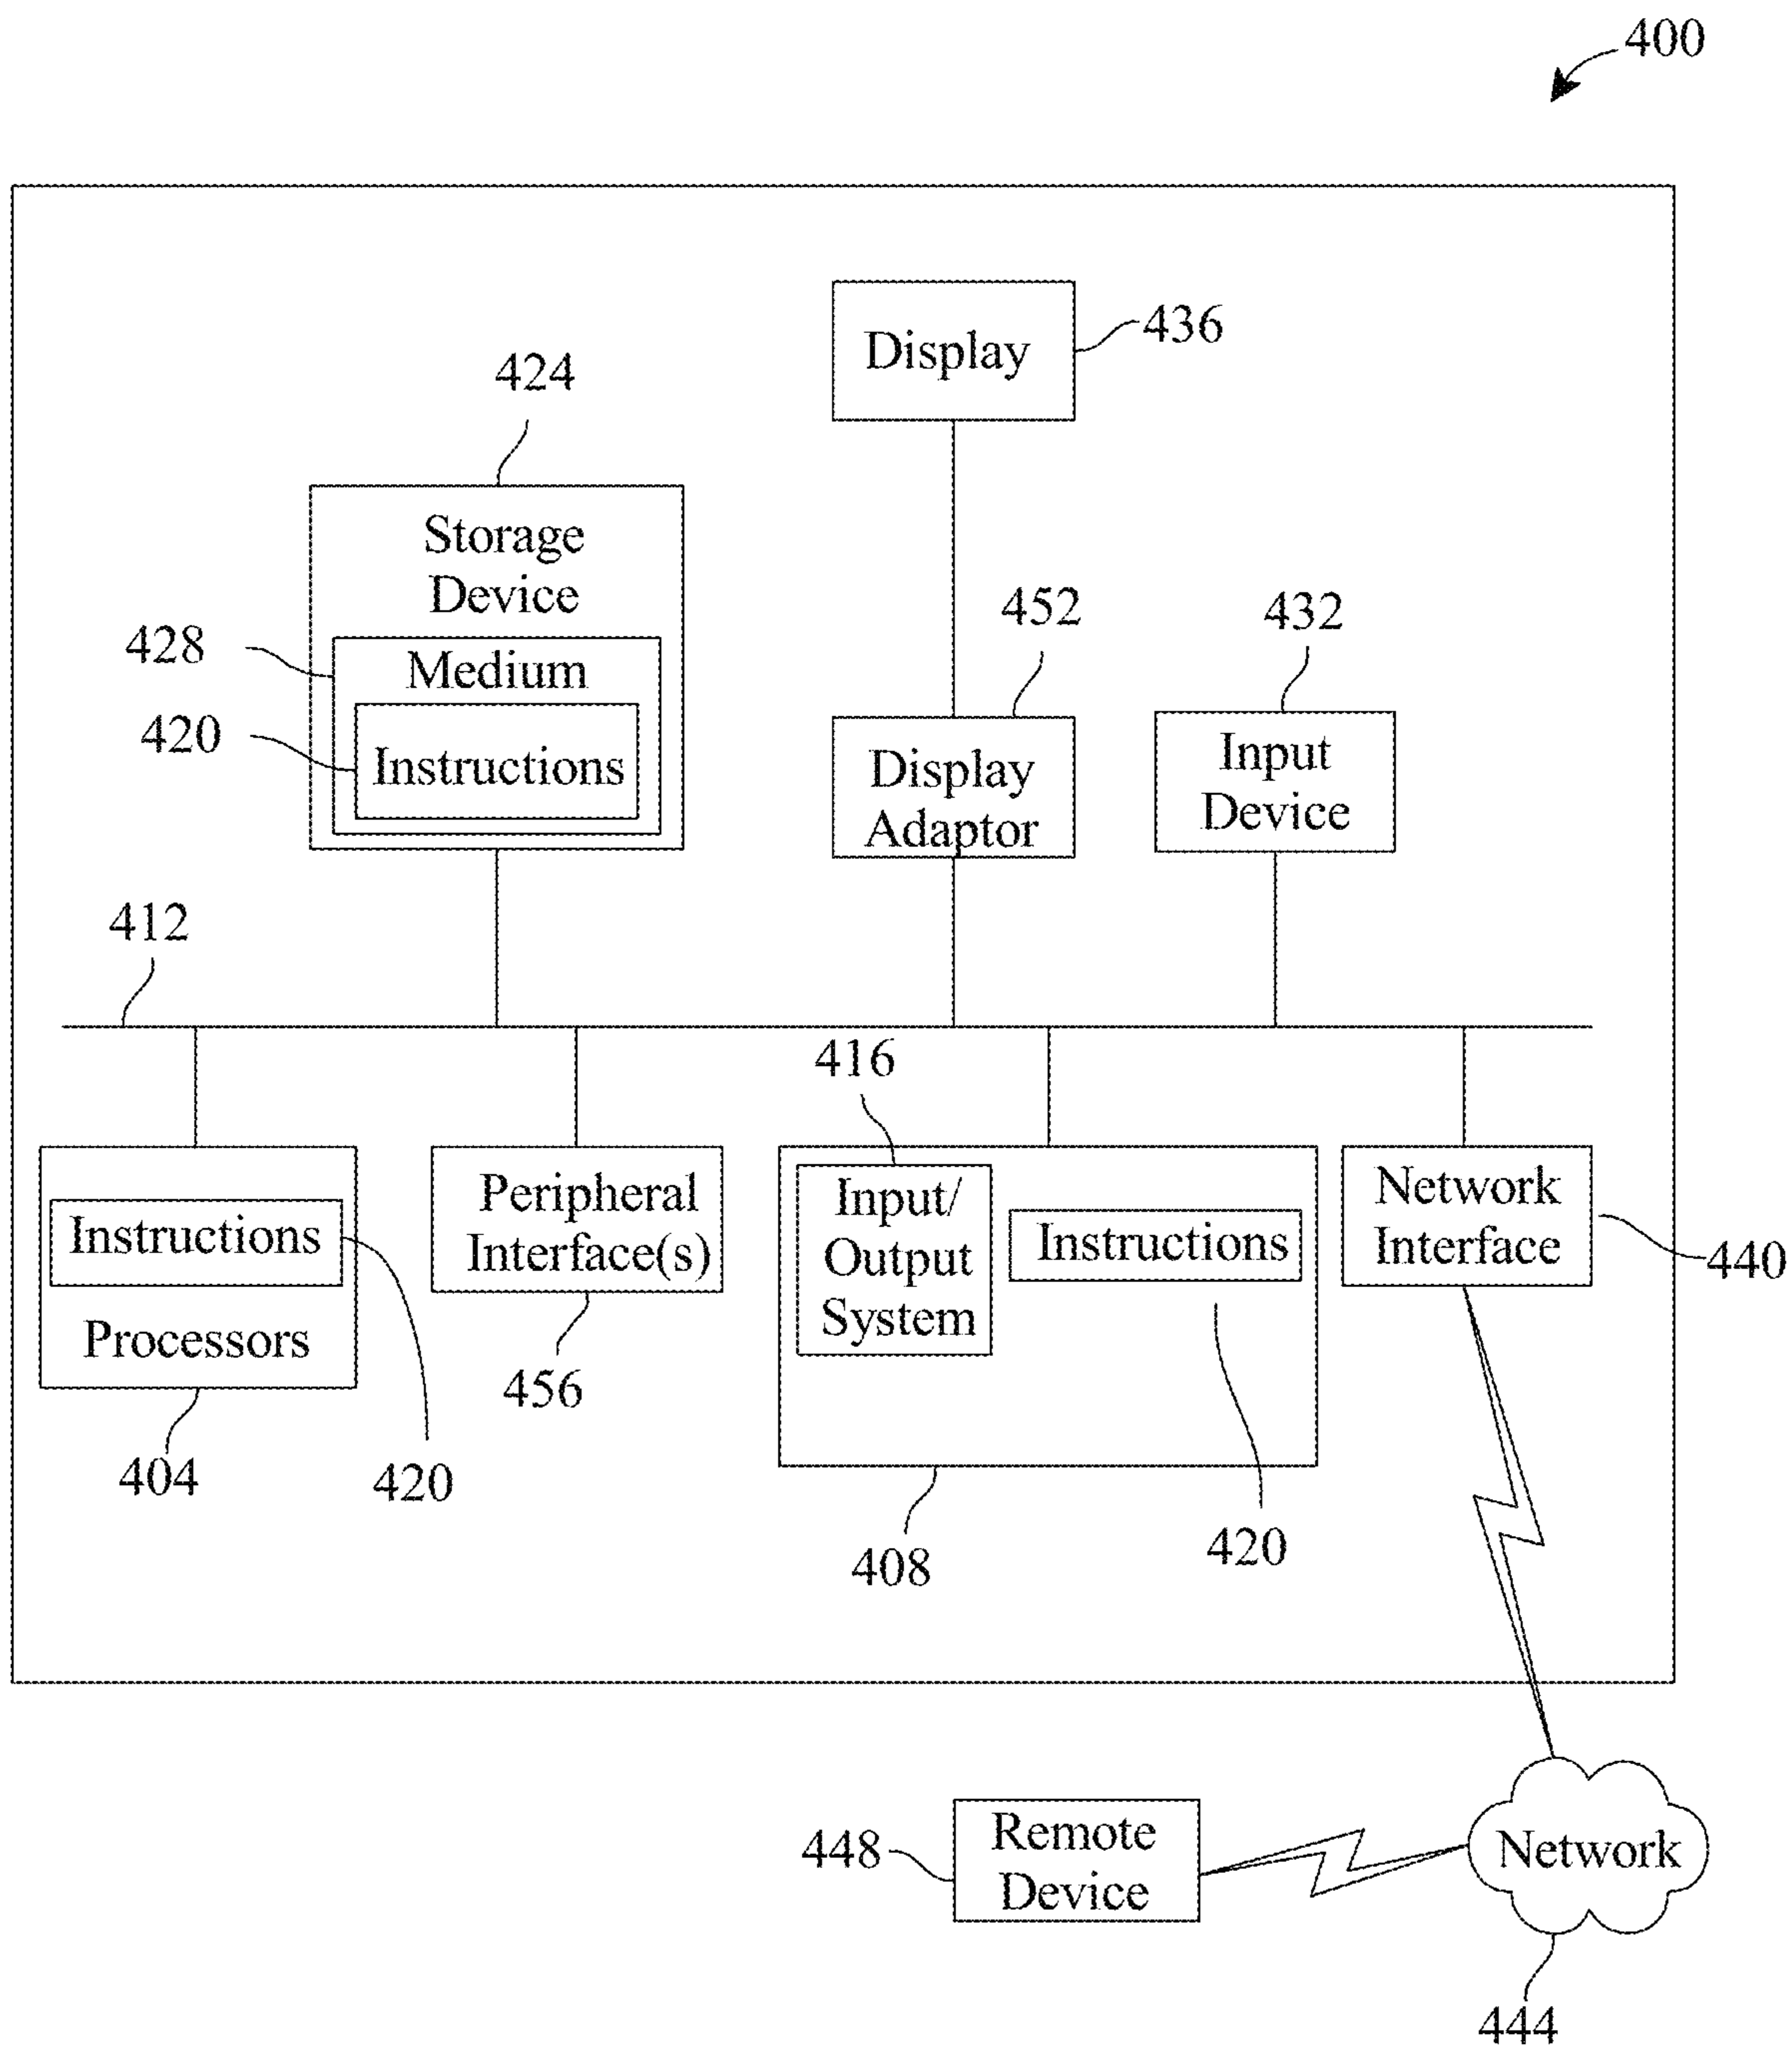 400
Display
436
424
Storage
Device
428
Medium
420
Instructions
452
Display
Adaptor
432
Input
Device
412
416
Instructions
Processors
404
420
Peripheral
Interface(s)
456
Input/
Output
System
Instructions
408
420
Network
Interface
440
448
Remote
Device
Network
444